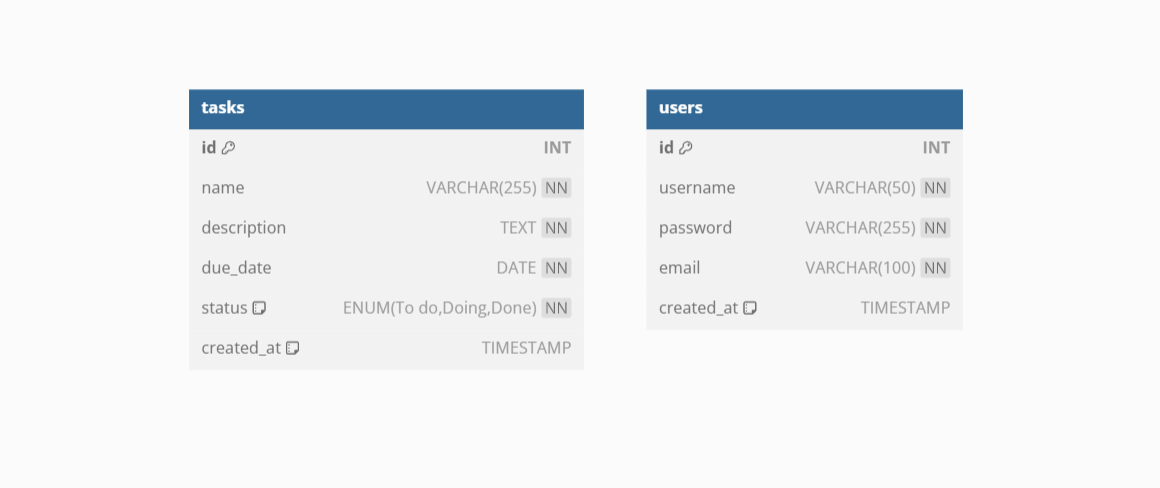 tasks
id INT
name VARCHAR(255) NN
description TEXT NN
due_date DATE NN
status ENUM(To do,Doing,Done) NN
created_at TIMESTAMP
users
id INT
username VARCHAR(50) NN
password VARCHAR(255) NN
email VARCHAR(100) NN
created_at TIMESTAMP